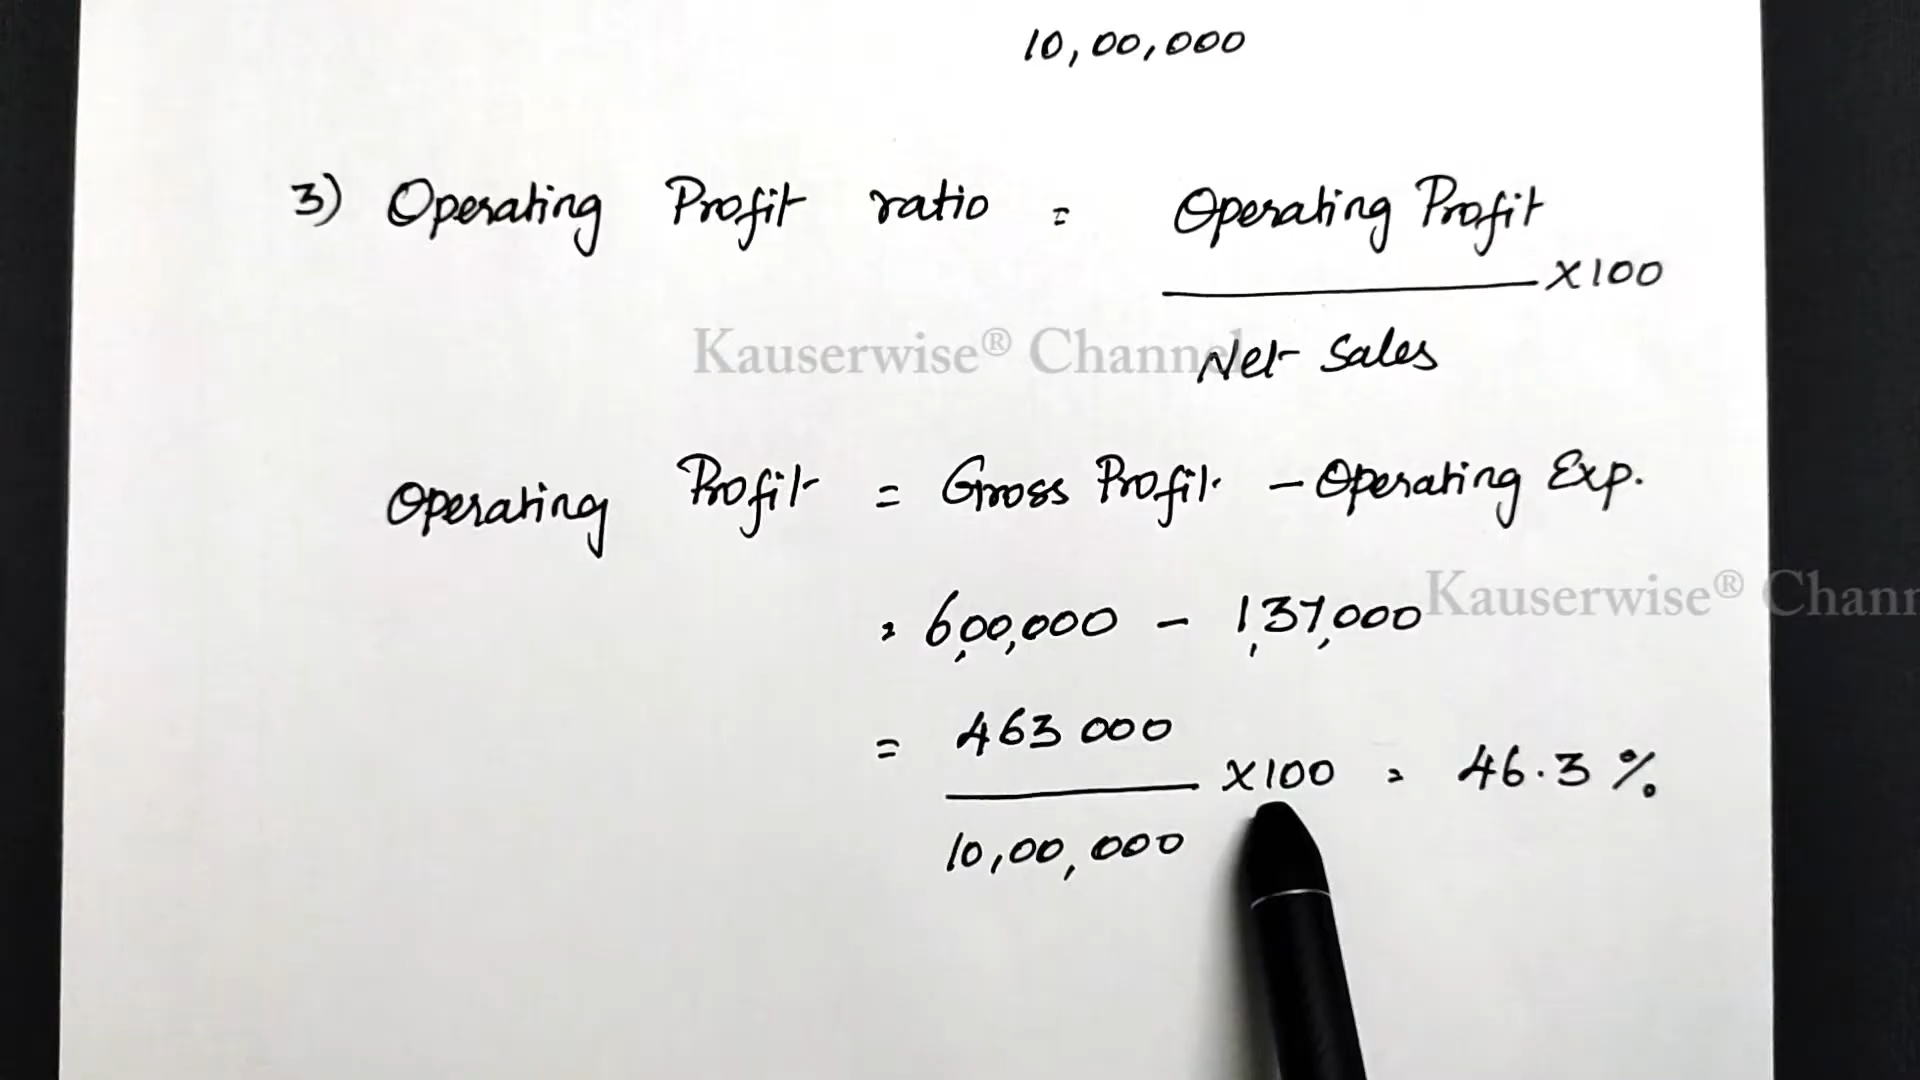 10,00,000
3) Operating Profit ratio = Operating Profit
X100
Kauserwise® Channel
Net Sales
Operating Profit = Gross Profit - Operating Exp.
Kauserwise® Chann
= 6,00,000 - 1,37,000
= 463 000
X100 = 46.3 %
10,00,000